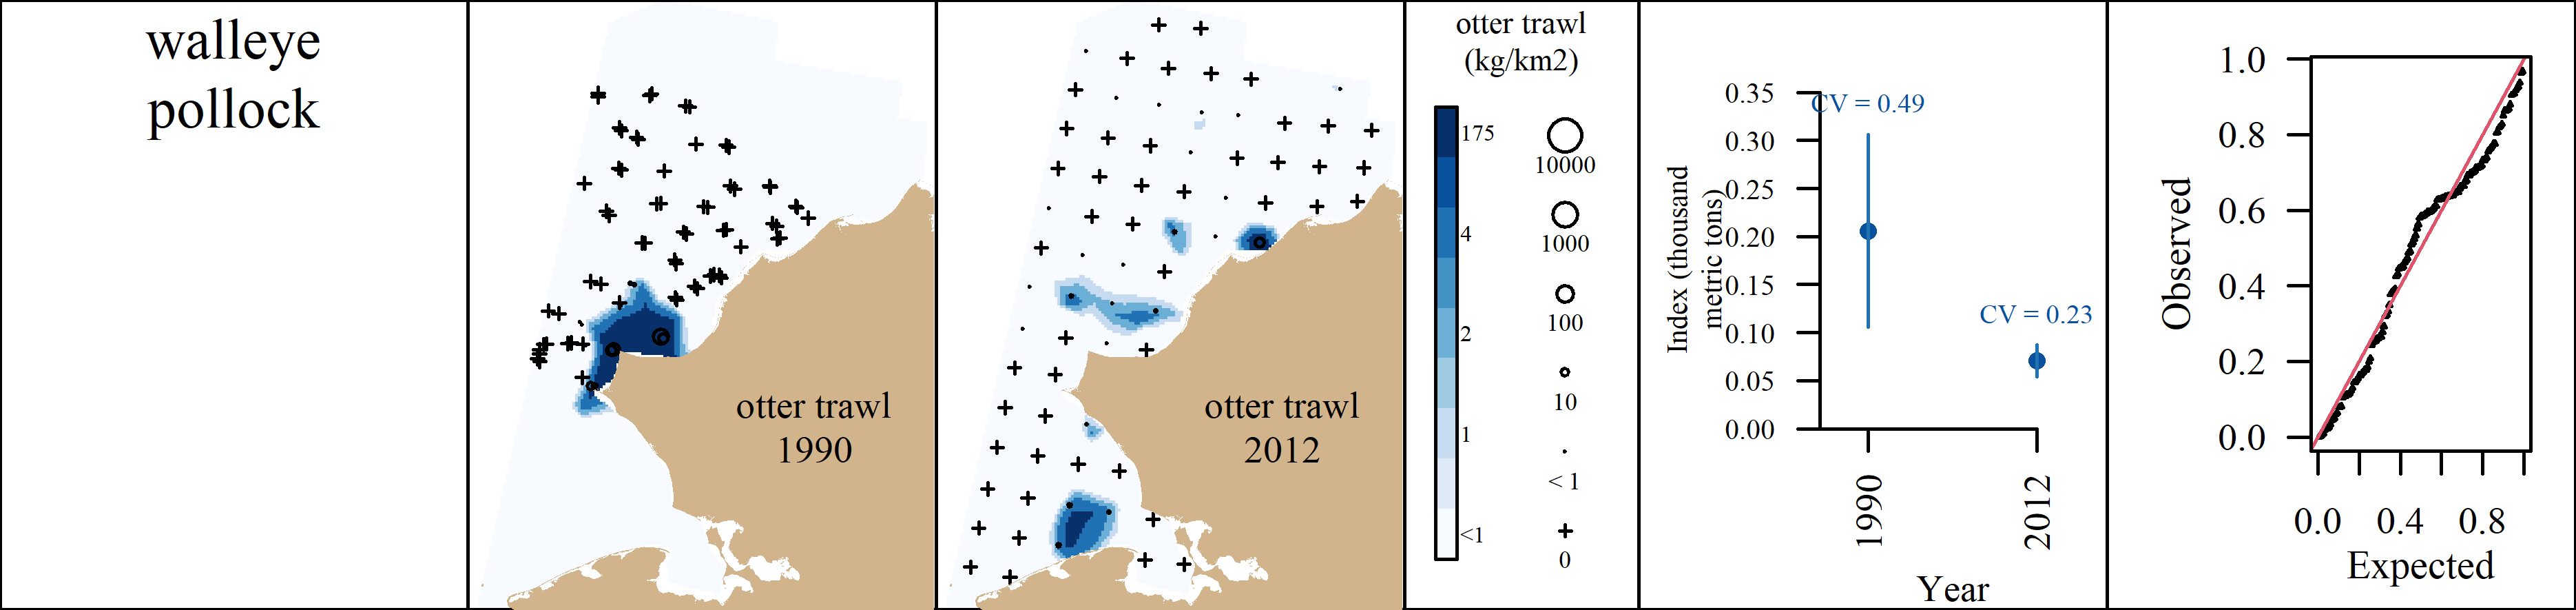 walleye
pollock
otter trawl
1990
otter trawl
2012
otter trawl
(kg/km2)
175
4
2
1
<1
10000
1000
100
10
< 1
0
Index (thousand
metric tons)
0.35
0.30
0.25
0.20
0.15
0.10
0.05
0.00
CV = 0.49
CV = 0.23
1990
2012
Year
Observed
1.0
0.8
0.6
0.4
0.2
0.0
0.0 0.4 0.8
Expected